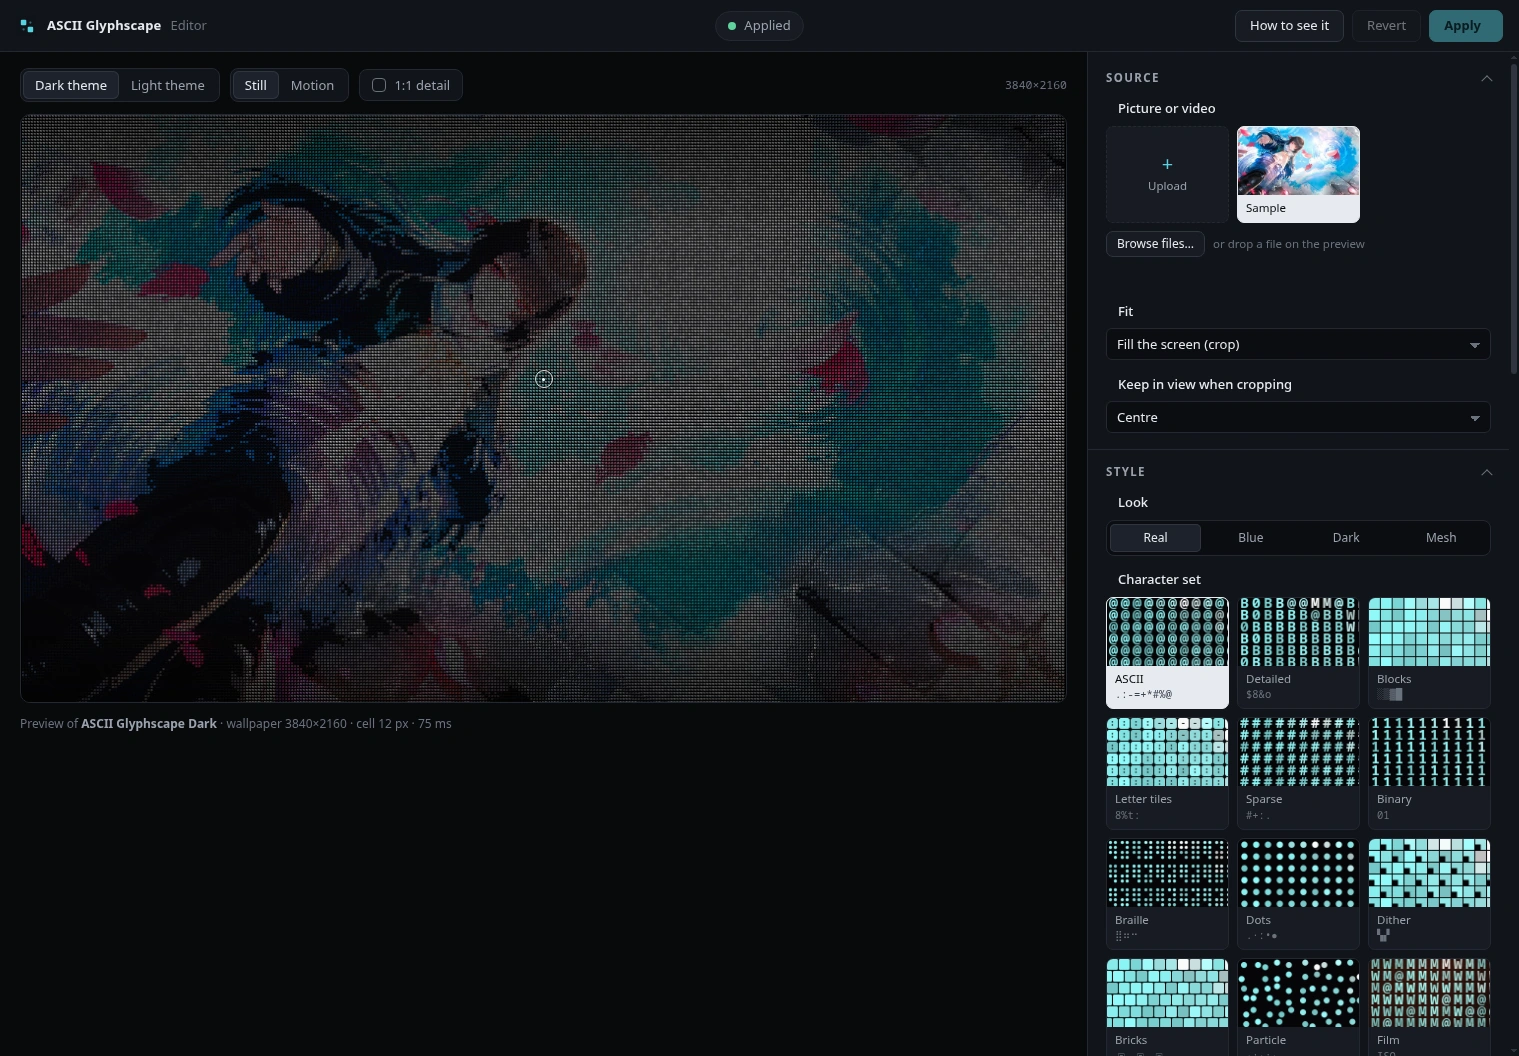 ASCII Glyphscape Editor
Applied
How to see it
Revert
Apply
Dark theme
Light theme
Still
Motion
1:1 detail
3840×2160
Preview of ASCII Glyphscape Dark · wallpaper 3840×2160 · cell 12 px · 75 ms
SOURCE
Picture or video
+
Upload
Sample
Browse files...
or drop a file on the preview
Fit
Fill the screen (crop)
Keep in view when cropping
Centre
STYLE
Look
Real
Blue
Dark
Mesh
Character set
ASCII
.:-=+*#%@
Detailed
$8&o
Blocks
░▒▓█
Letter tiles
8%t:
Sparse
#+:.
Binary
01
Braille
Dots
Dither
Bricks
Particle
Film